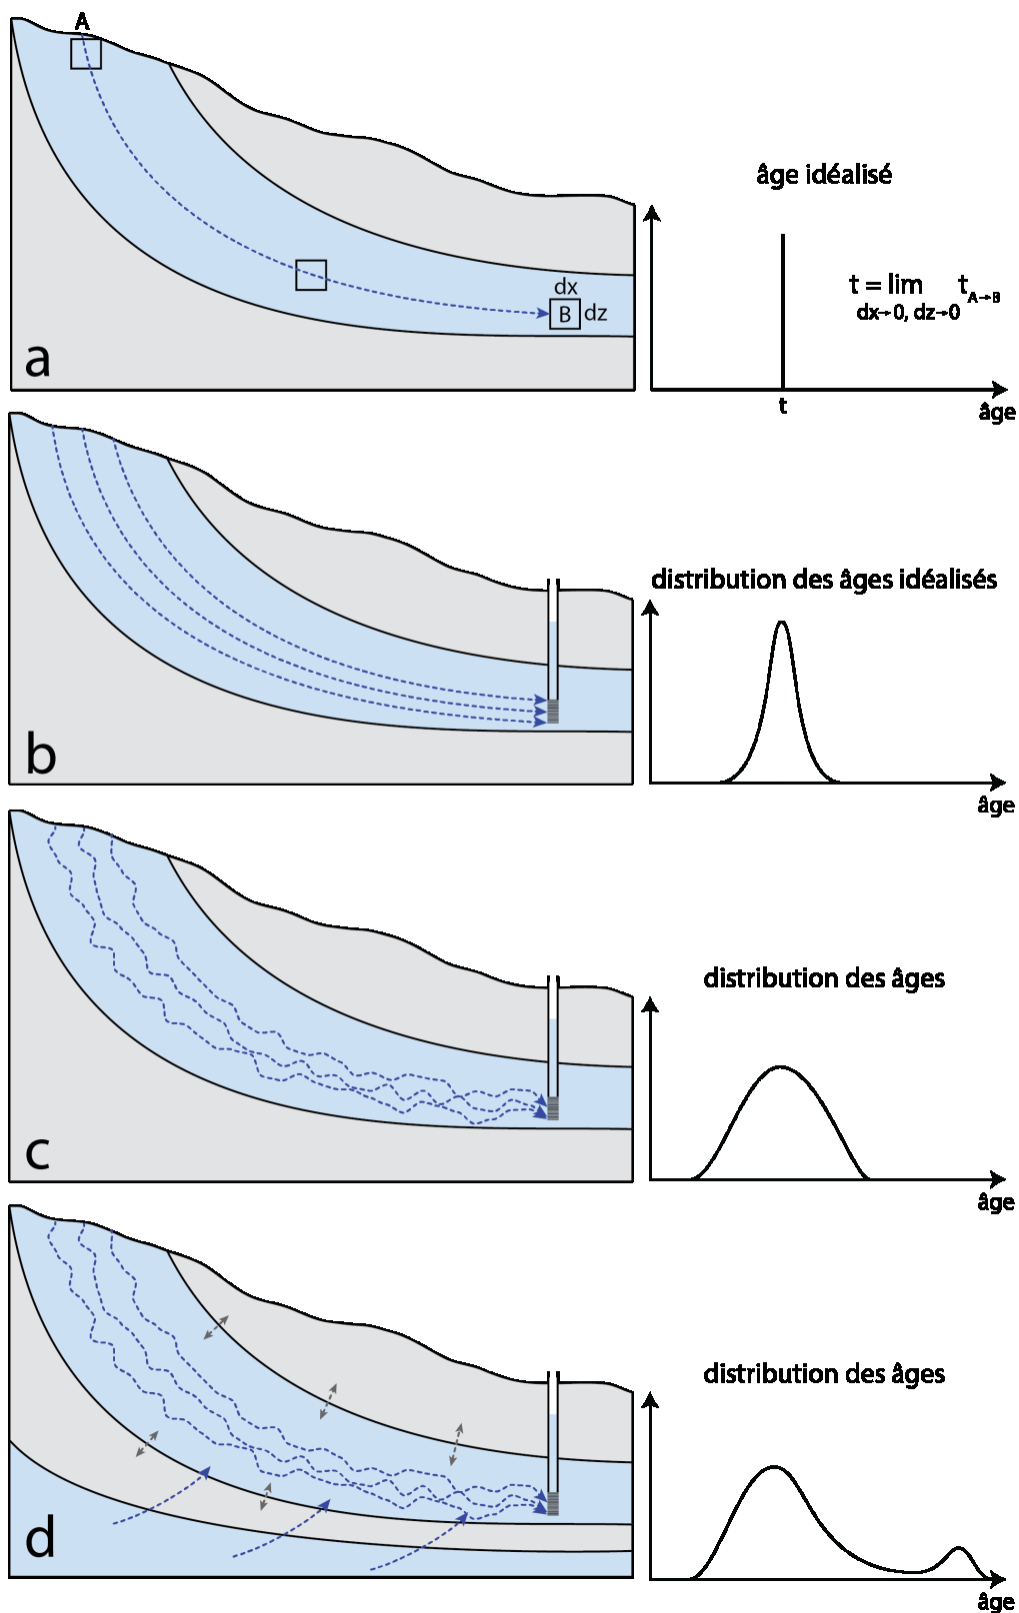 A
âge idéalisé
dx
B dz
t = lim t A→B
dx→0, dz→0
a
t
âge
distribution des âges idéalisés
b
âge
distribution des âges
c
âge
distribution des âges
d
âge